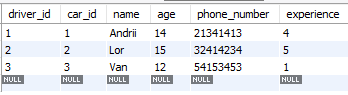 driver_id car_id name age phone_number experience
1 1 Andrii 14 21341413 4
2 2 Lor 15 32414234 5
3 3 Van 12 54153453 1
NULL NULL NULL NULL NULL NULL